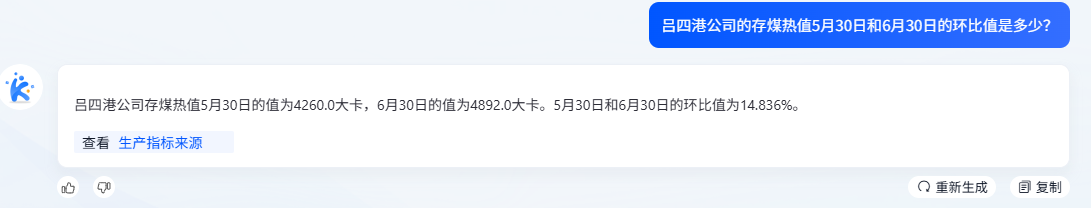 吕四港公司的存煤热值5月30日和6月30日的环比值是多少？
吕四港公司存煤热值5月30日的值为4260.0大卡，6月30日的值为4892.0大卡。5月30日和6月30日的环比值为14.836%。
查看 生产指标来源
重新生成 复制